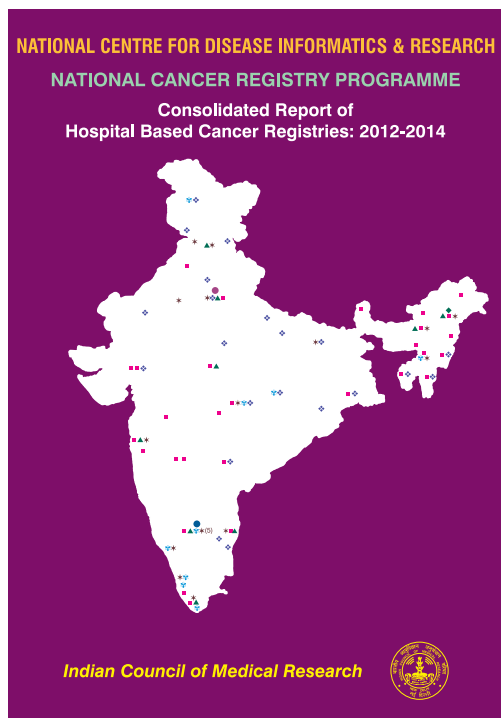 NATIONAL CENTRE FOR DISEASE INFORMATICS & RESEARCH
NATIONAL CANCER REGISTRY PROGRAMME
Consolidated Report of
Hospital Based Cancer Registries: 2012-2014
(5)
Indian Council of Medical Research